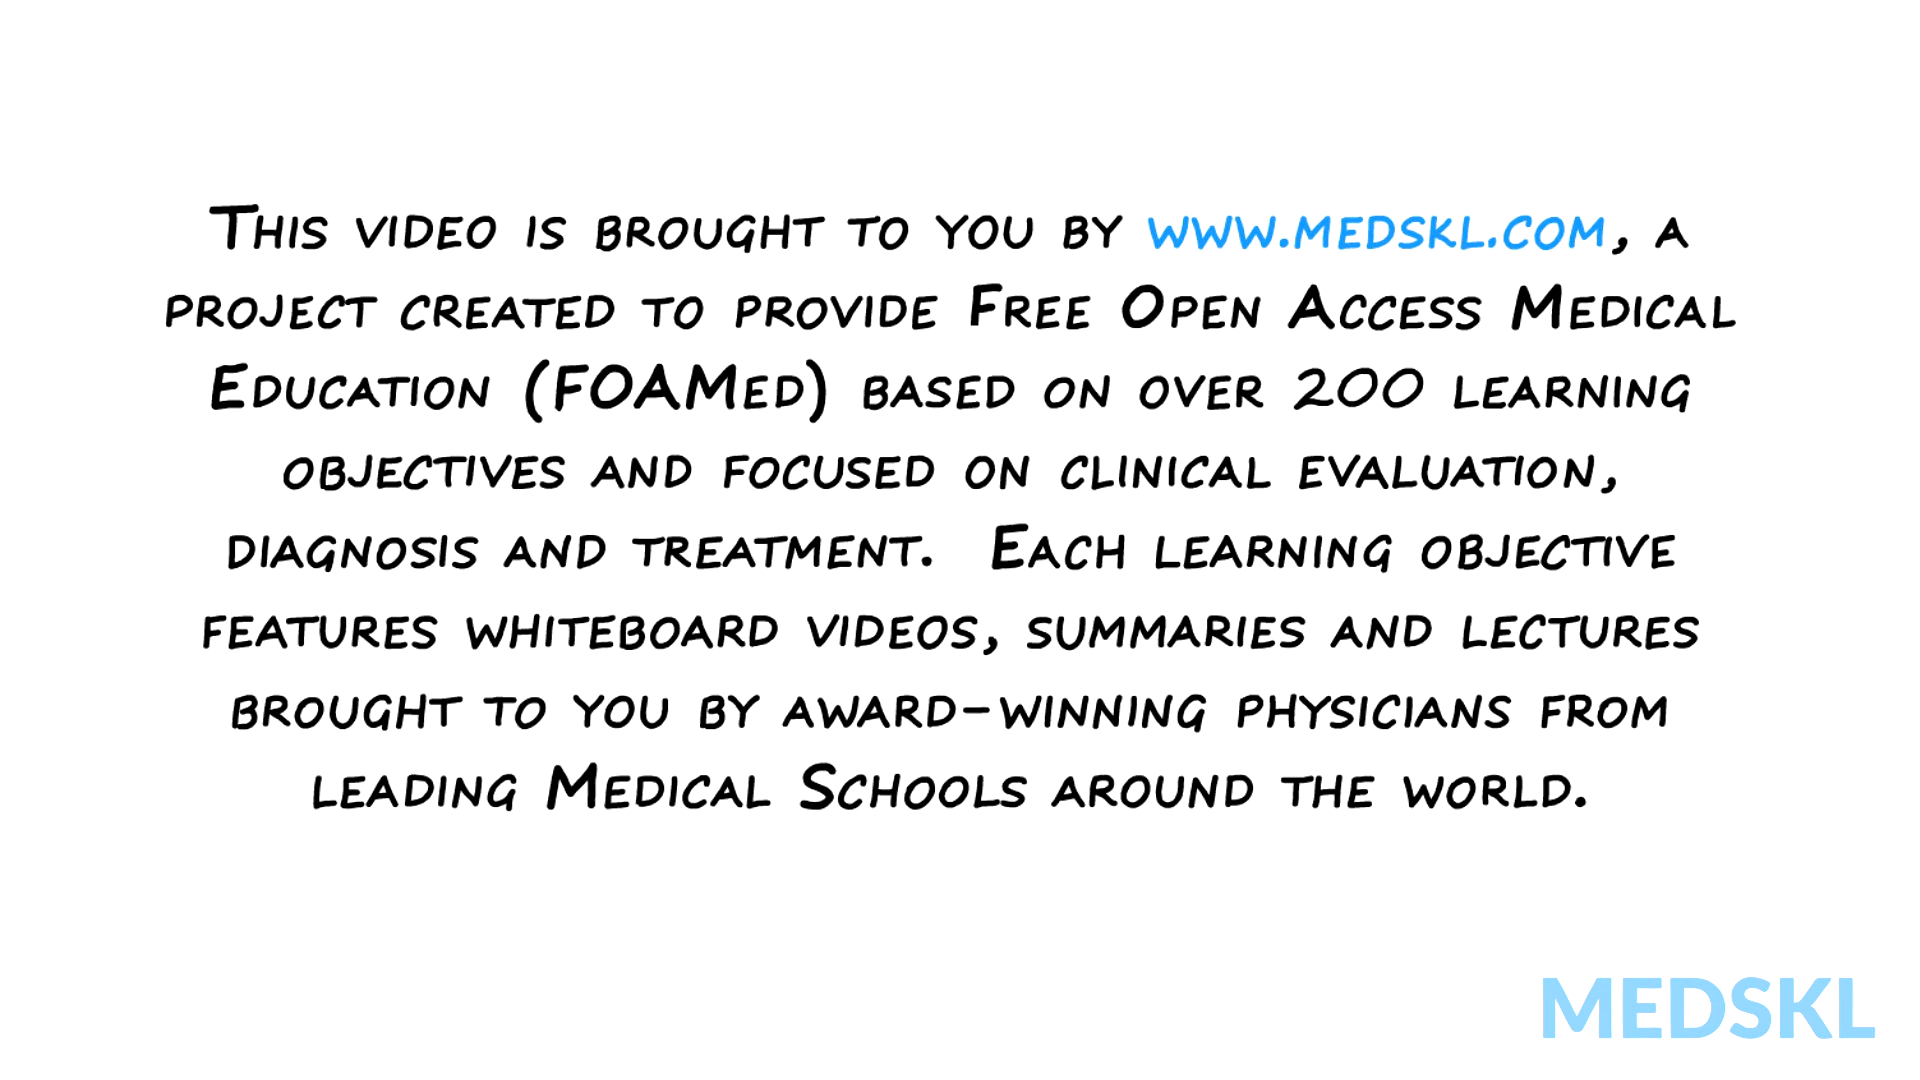 This video is brought to you by www.medskl.com, a
project created to provide Free Open Access Medical
Education (FOAMed) based on over 200 learning
objectives and focused on clinical evaluation,
diagnosis and treatment.  Each learning objective
features whiteboard videos, summaries and lectures
brought to you by award-winning physicians from
leading Medical Schools around the world.
MEDSKL